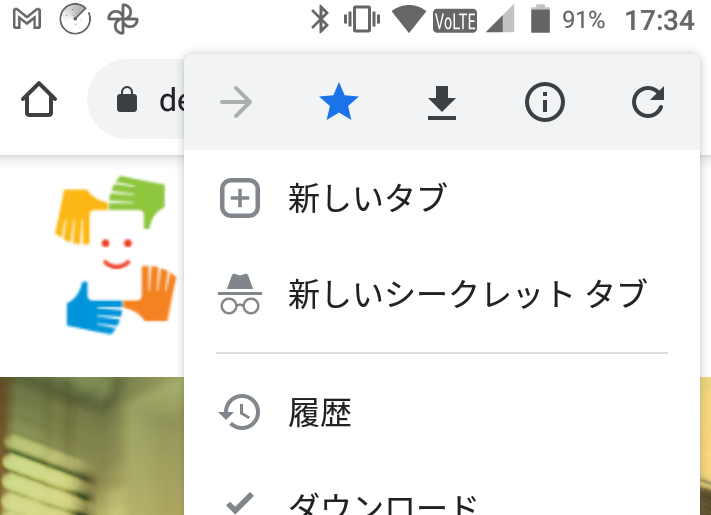 VoLTE 91% 17:34
de
新しいタブ
新しいシークレット タブ
履歴
ダウンロード